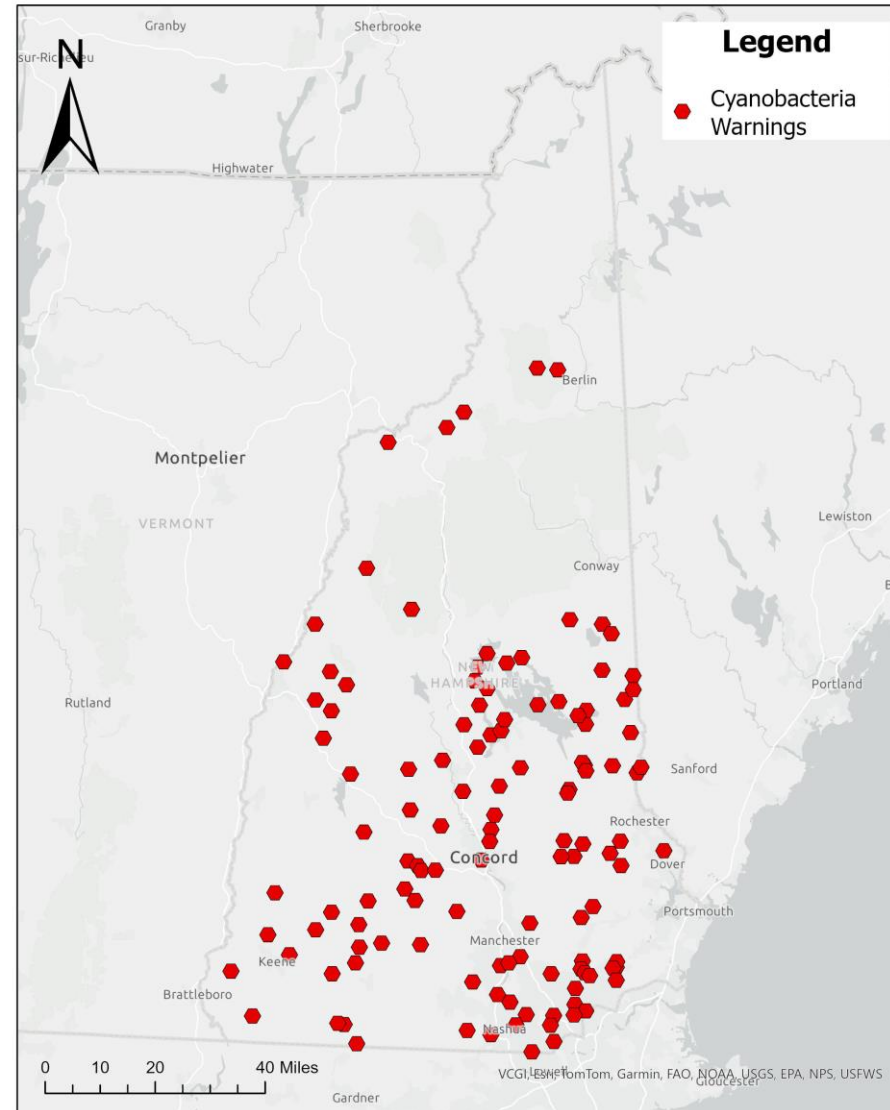 Granby
Sherbrooke
sur-Richelieu
N
Legend
Cyanobacteria
Warnings
Highwater
Berlin
Montpelier
VERMONT
Lewiston
Conway
NEW
HAMPSHIRE
Portland
Rutland
Sanford
Rochester
Concord
Dover
Portsmouth
Manchester
Keene
Brattleboro
Nashua
0 10 20 40 Miles
Lowell
VCGI, Esri, TomTom, Garmin, FAO, NOAA, USGS, EPA, NPS, USFWS
Gloucester
Gardner